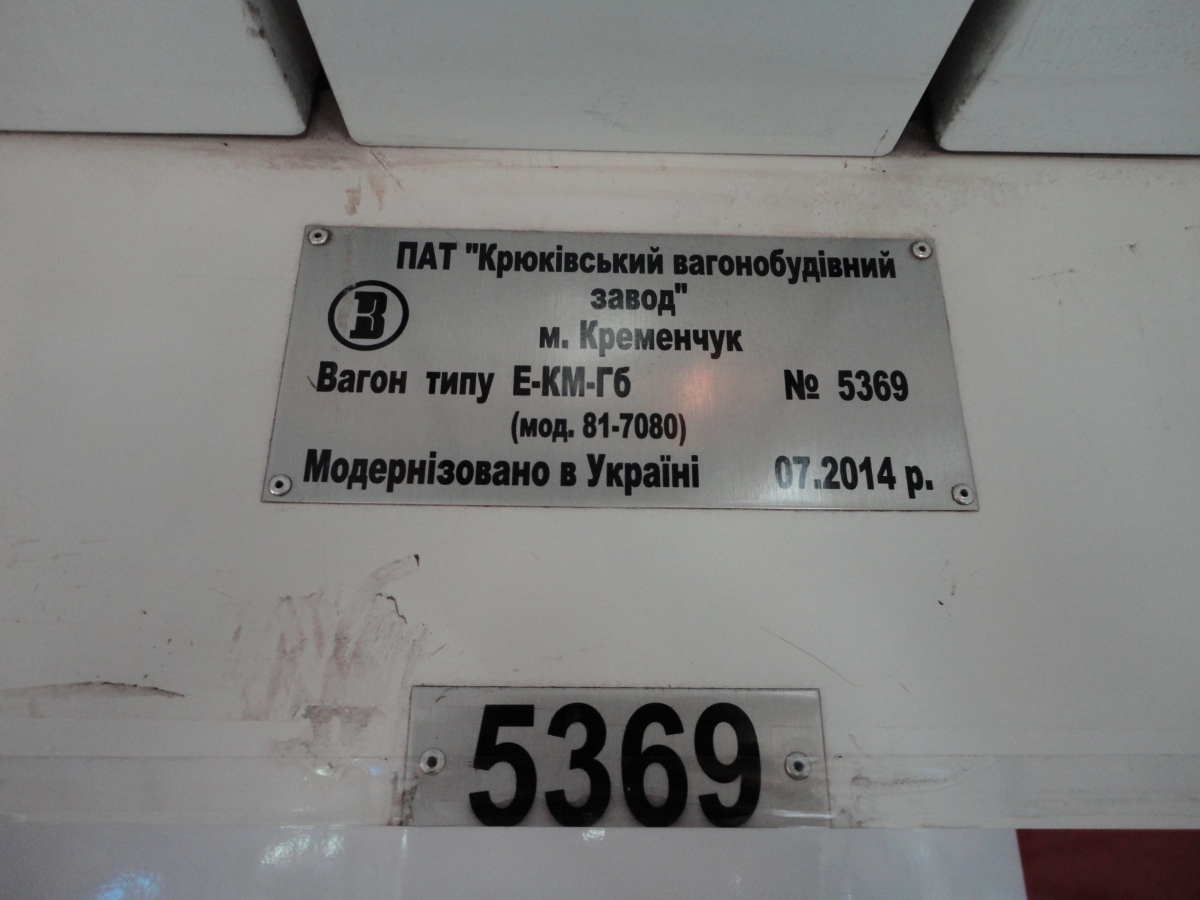 ПАТ "Крюківський вагонобудівний
завод"
м. Кременчук
Вагон типу Е-КМ-Гб № 5369
(мод. 81-7080)
Модернізовано в Україні 07.2014 р.
5369